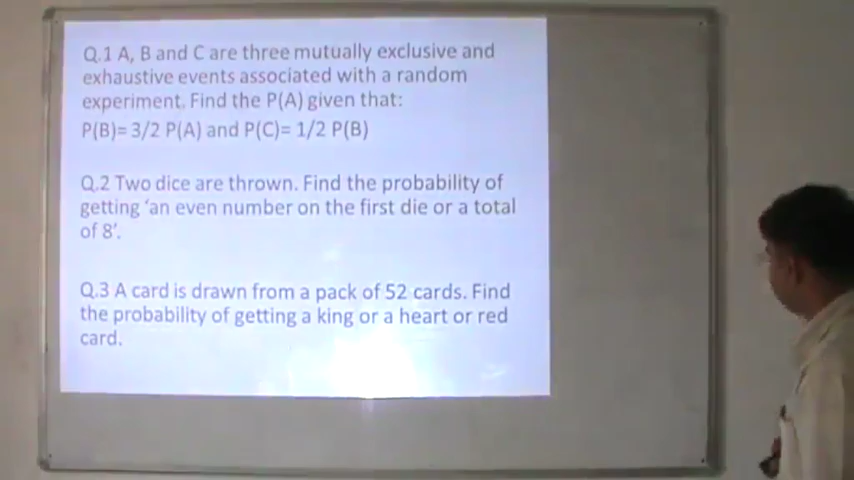 Q.1 A, B and C are three mutually exclusive and
exhaustive events associated with a random
experiment. Find the P(A) given that:
P(B)= 3/2 P(A) and P(C)= 1/2 P(B)
Q.2 Two dice are thrown. Find the probability of
getting ‘an even number on the first die or a total
of 8’.
Q.3 A card is drawn from a pack of 52 cards. Find
the probability of getting a king or a heart or red
card.